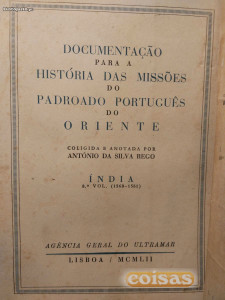 DOCUMENTAÇÃO
PARA A
HISTÓRIA DAS MISSÕES
DO
PADROADO PORTUGUÊS
DO
ORIENTE
COLIGIDA E ANOTADA POR
ANTÓNIO DA SILVA REGO
ÍNDIA
AGÊNCIA GERAL DO ULTRAMAR
LISBOA / MCMLII
coisas